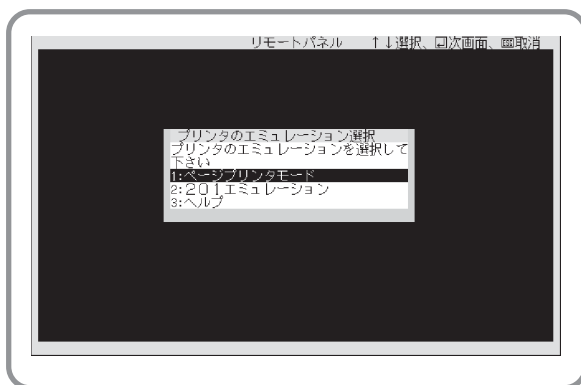 リモートパネル　↑↓選択、⏎次画面、ESC取消
プリンタのエミュレーション選択
プリンタのエミュレーションを選択して
下さい
1:ページプリンタモード
2:２０１エミュレーション
3:ヘルプ